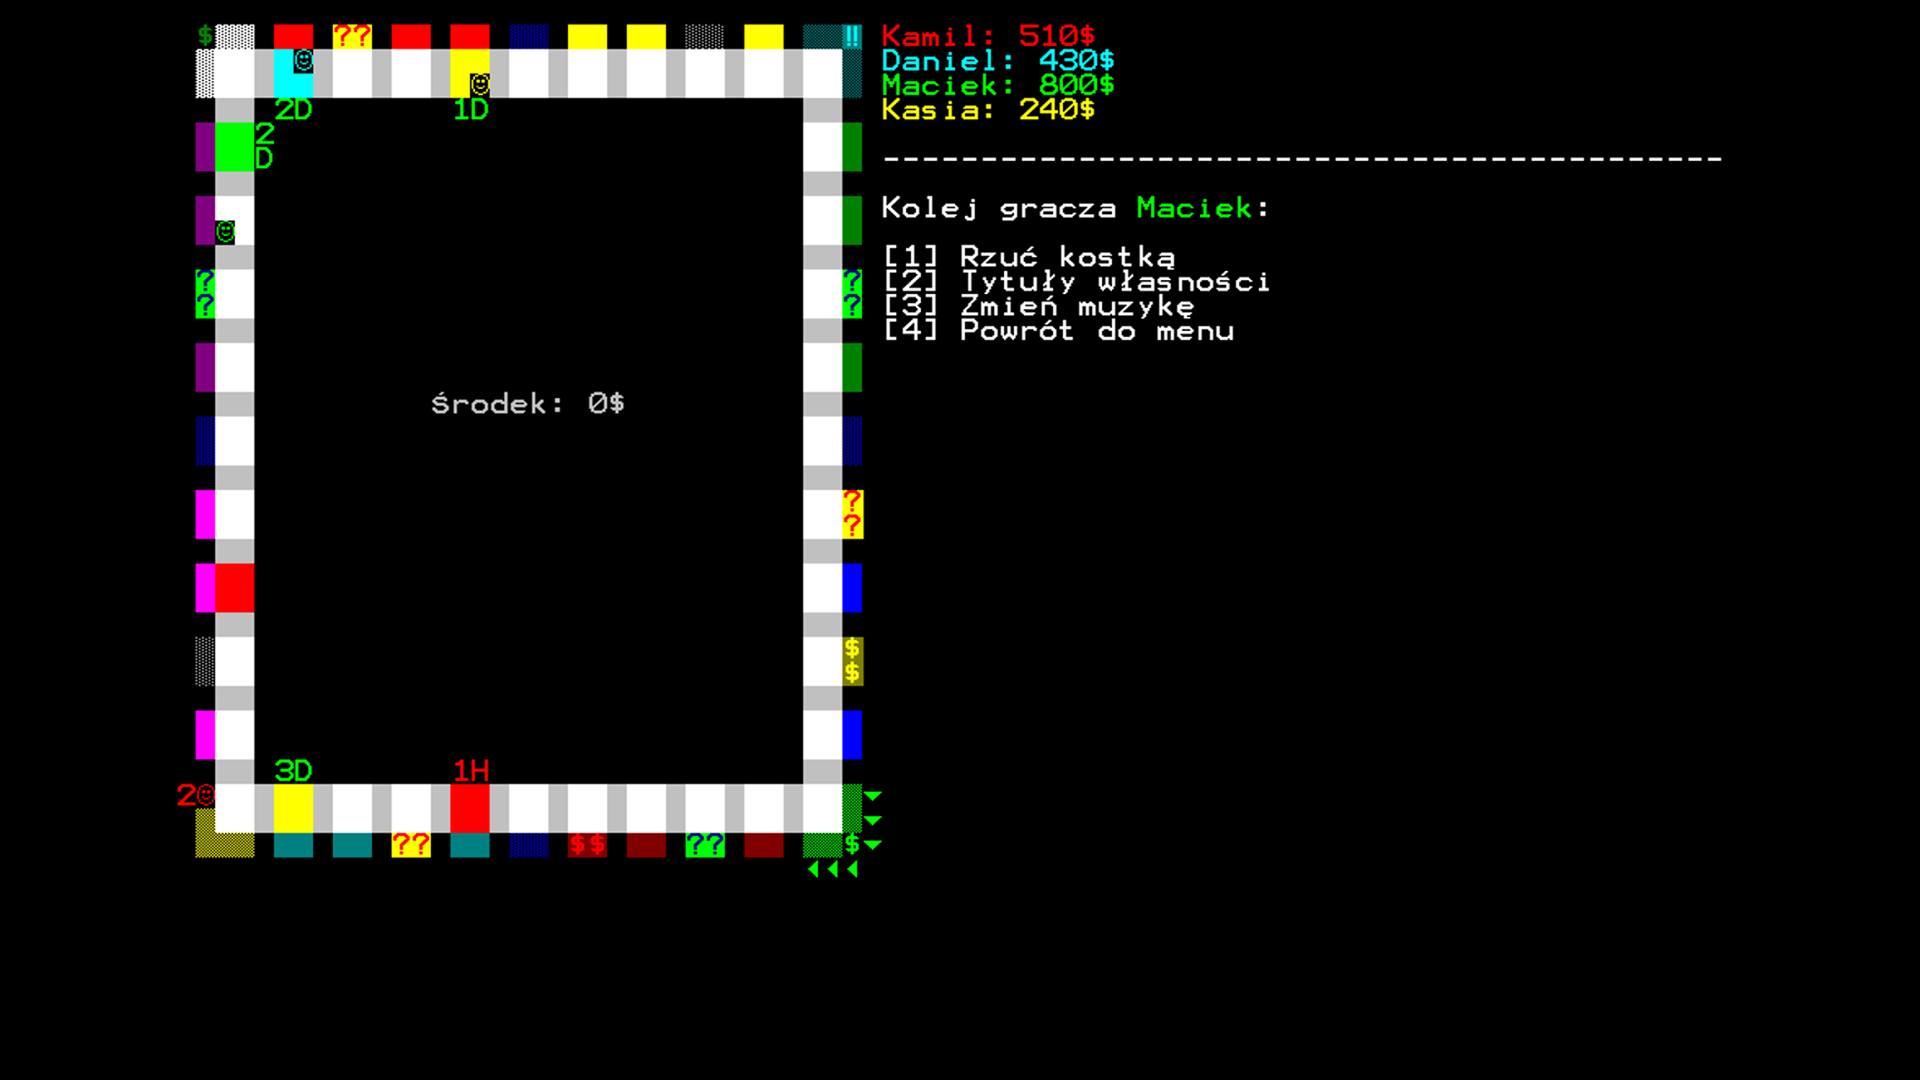 $ ?? ‼ Kamil: 510$
Daniel: 430$
Maciek: 800$
2D 1D Kasia: 240$
2
D
----------------------------------------
Kolej gracza Maciek:
[1] Rzuć kostką
? ? [2] Tytuły własności
? ? [3] Zmień muzykę
[4] Powrót do menu
Środek: 0$
?
?
$
$
3D 1H
2
?? $$ ?? $